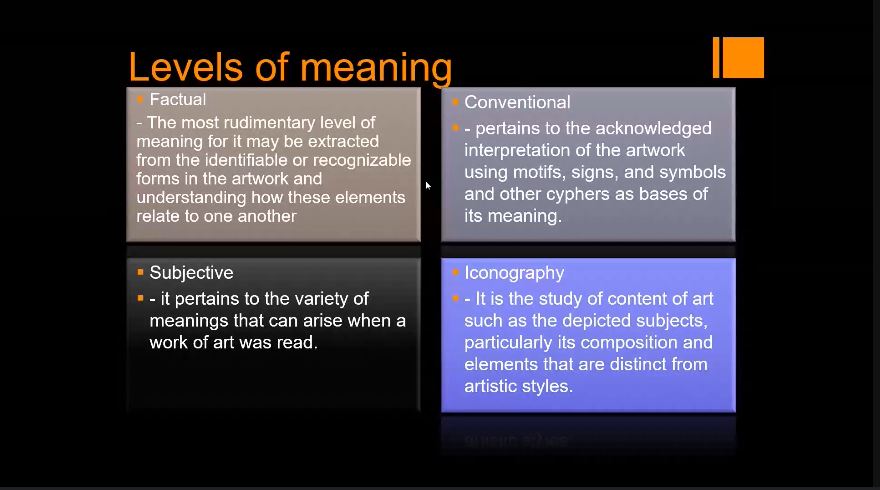 Levels of meaning
Factual
- The most rudimentary level of
meaning for it may be extracted
from the identifiable or recognizable
forms in the artwork and
understanding how these elements
relate to one another
Conventional
- pertains to the acknowledged
interpretation of the artwork
using motifs, signs, and symbols
and other cyphers as bases of
its meaning.
Subjective
- it pertains to the variety of
meanings that can arise when a
work of art was read.
Iconography
- It is the study of content of art
such as the depicted subjects,
particularly its composition and
elements that are distinct from
artistic styles.